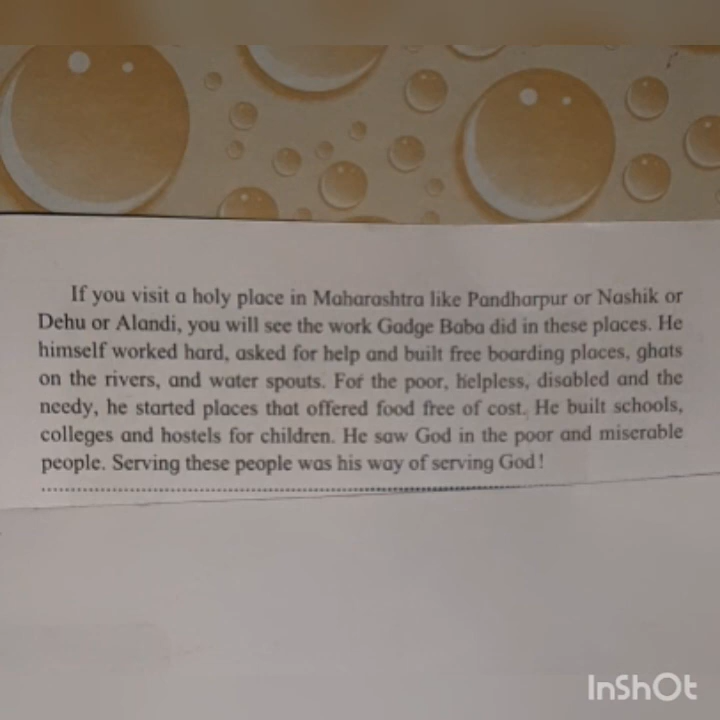 If you visit a holy place in Maharashtra like Pandharpur or Nashik or
Dehu or Alandi, you will see the work Gadge Baba did in these places. He
himself worked hard, asked for help and built free boarding places, ghats
on the rivers, and water spouts. For the poor, helpless, disabled and the
needy, he started places that offered food free of cost. He built schools,
colleges and hostels for children. He saw God in the poor and miserable
people. Serving these people was his way of serving God!
InShOt